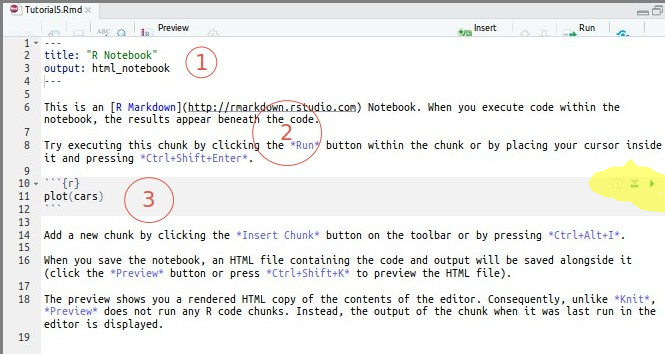 Tutorial5.Rmd
ABC Preview Insert Run
1 ---
2 title: "R Notebook"
3 output: html_notebook
4 ---
1
5
6 This is an [R Markdown](http://rmarkdown.rstudio.com) Notebook. When you execute code within the
notebook, the results appear beneath the code.
7
2
8 Try executing this chunk by clicking the *Run* button within the chunk or by placing your cursor inside
it and pressing *Ctrl+Shift+Enter*.
9
10 ```{r}
11 plot(cars)
12 ```
3
13
14 Add a new chunk by clicking the *Insert Chunk* button on the toolbar or by pressing *Ctrl+Alt+I*.
15
16 When you save the notebook, an HTML file containing the code and output will be saved alongside it
(click the *Preview* button or press *Ctrl+Shift+K* to preview the HTML file).
17
18 The preview shows you a rendered HTML copy of the contents of the editor. Consequently, unlike *Knit*,
*Preview* does not run any R code chunks. Instead, the output of the chunk when it was last run in the
editor is displayed.
19